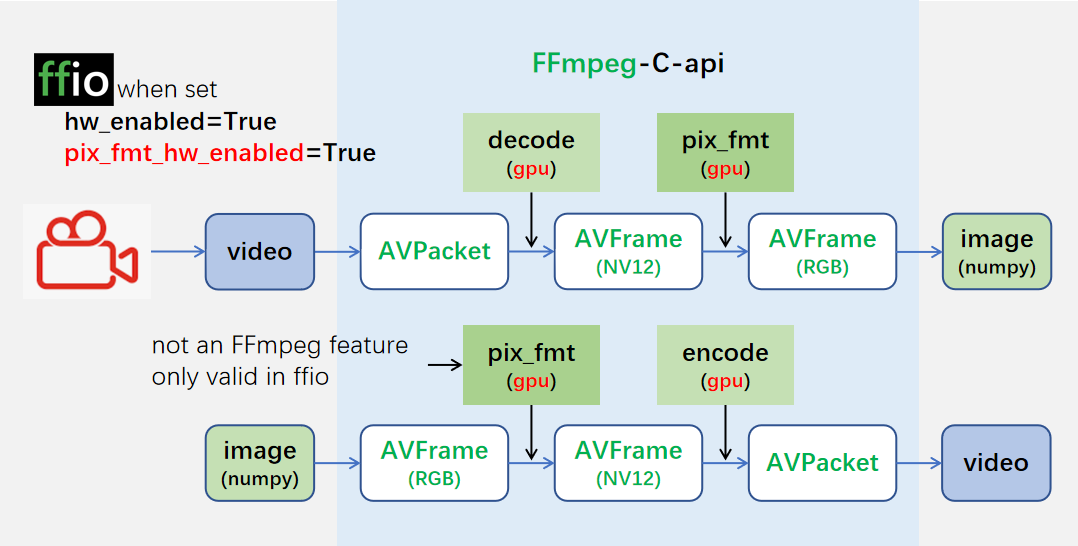 FFmpeg-C-api
ffio when set
hw_enabled=True
pix_fmt_hw_enabled=True
decode
(gpu)
pix_fmt
(gpu)
video
AVPacket
AVFrame
(NV12)
AVFrame
(RGB)
image
(numpy)
not an FFmpeg feature
only valid in ffio
pix_fmt
(gpu)
encode
(gpu)
image
(numpy)
AVFrame
(RGB)
AVFrame
(NV12)
AVPacket
video